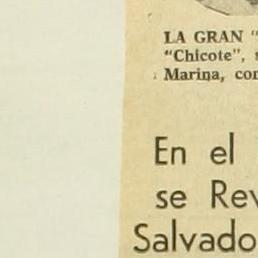 LA GRAN "
"Chicote",
Marina, con
En el
se Rev
Salvado